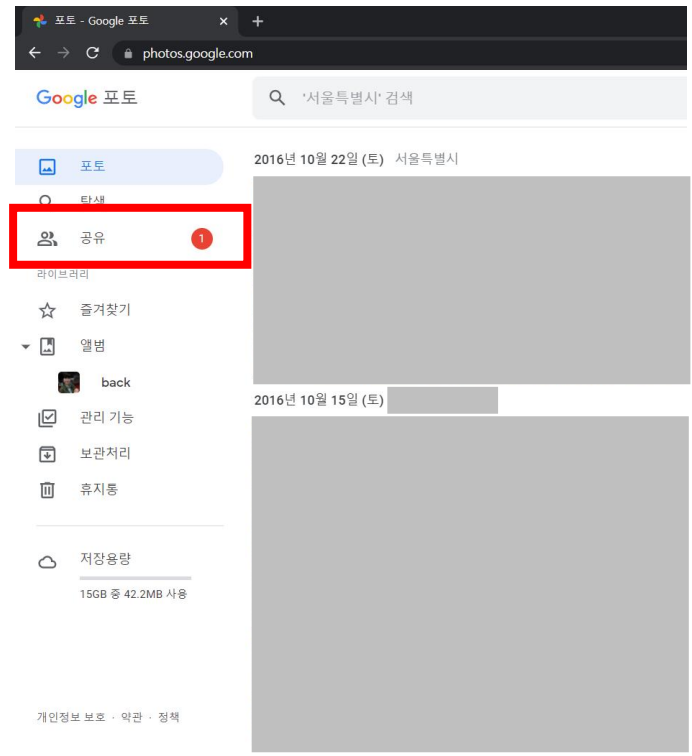 포토 - Google 포토
photos.google.com
Google 포토
'서울특별시' 검색
포토
2016년 10월 22일 (토) 서울특별시
탐색
공유 1
라이브러리
즐겨찾기
앨범
back
2016년 10월 15일 (토)
관리 기능
보관처리
휴지통
저장용량
15GB 중 42.2MB 사용
개인정보 보호 · 약관 · 정책